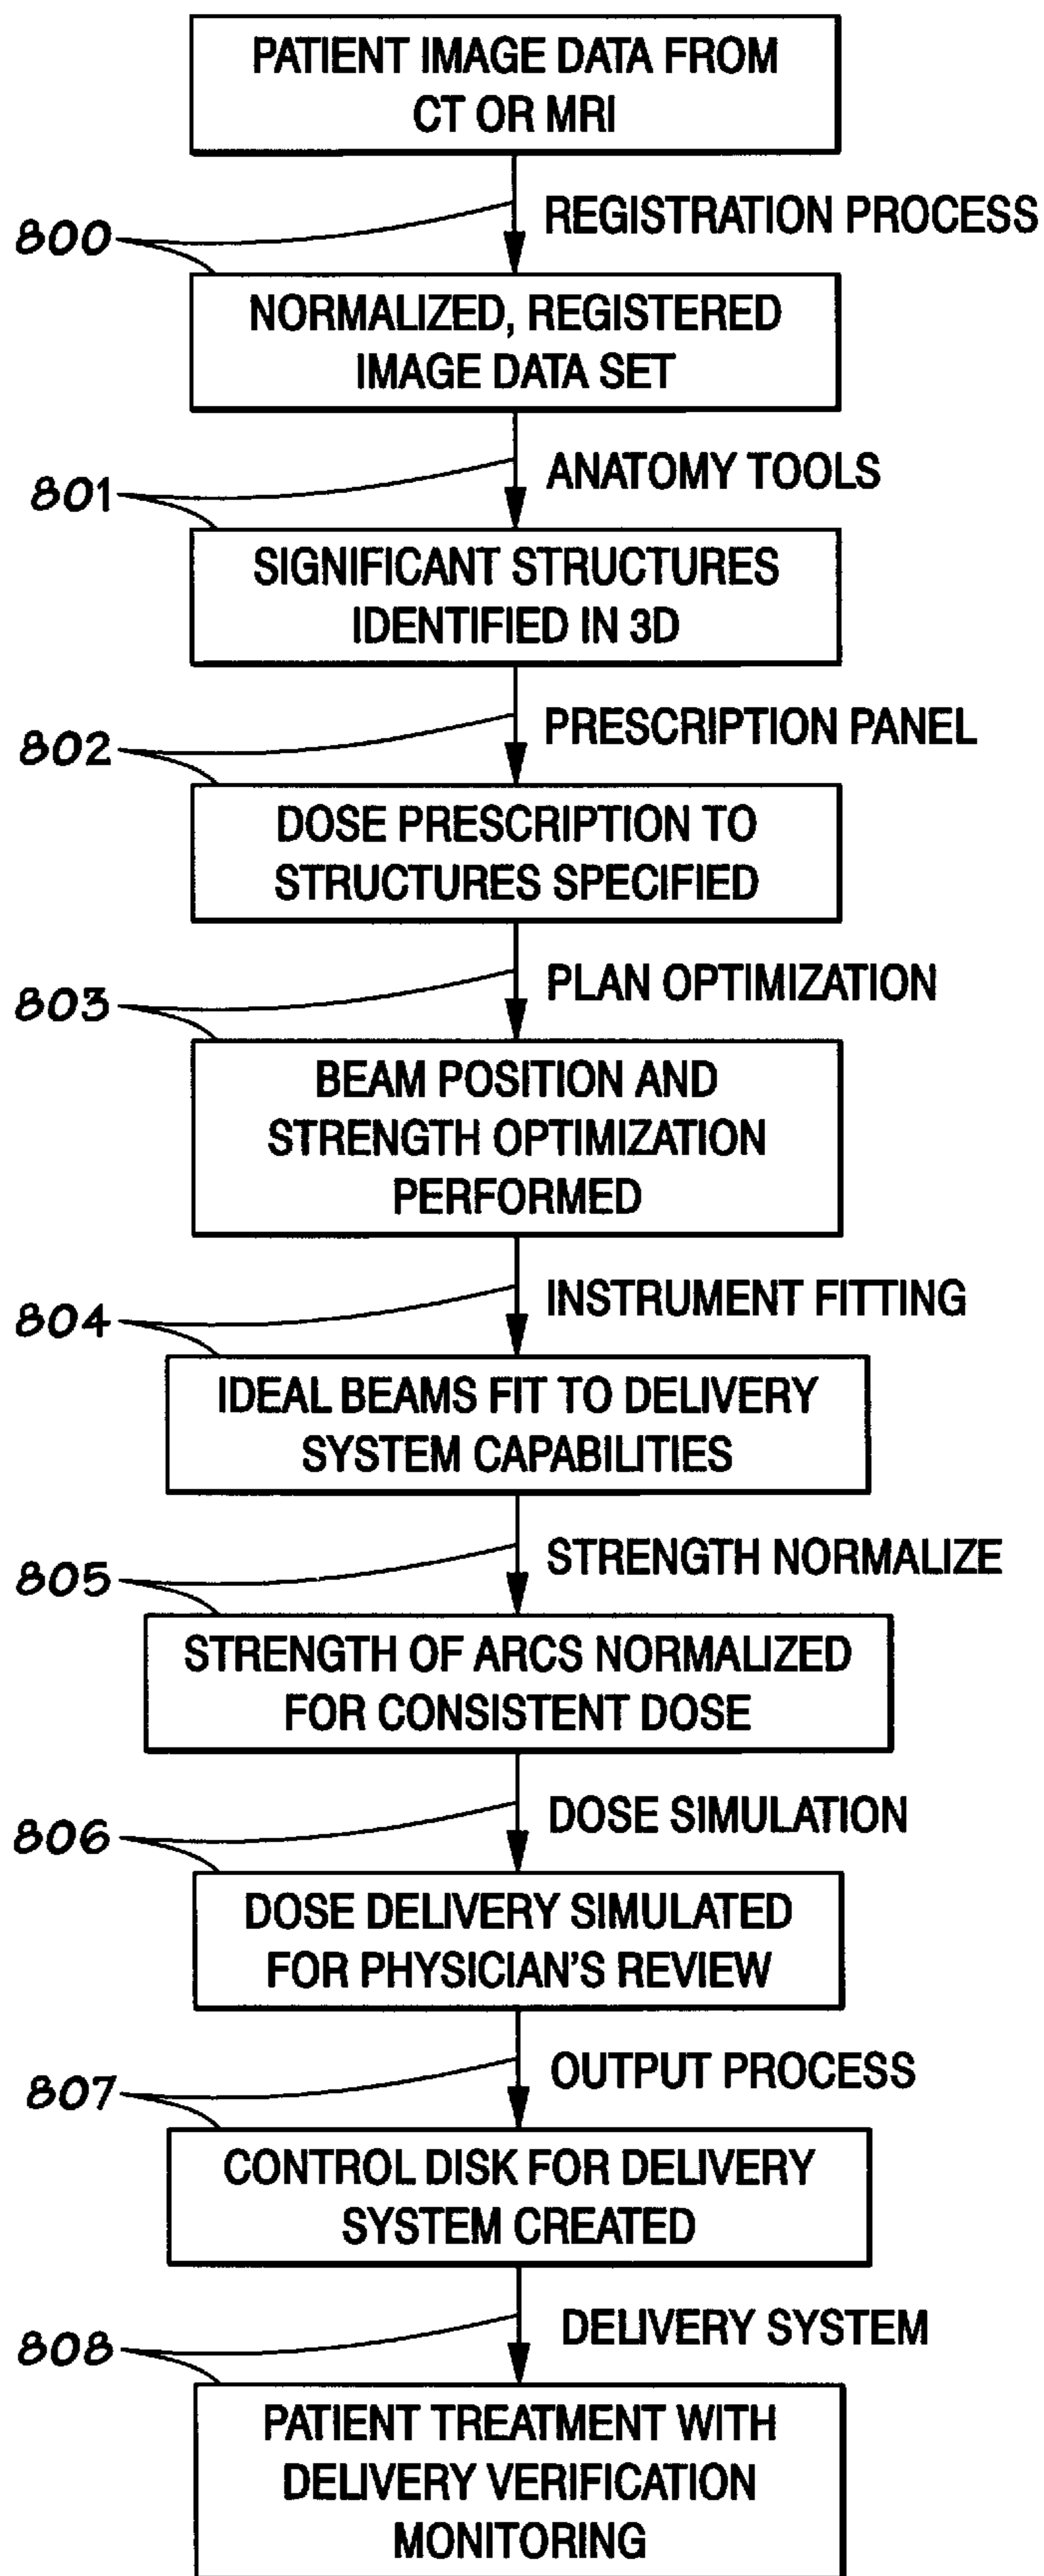 PATIENT IMAGE DATA FROM
CT OR MRI
REGISTRATION PROCESS
800
NORMALIZED, REGISTERED
IMAGE DATA SET
ANATOMY TOOLS
801
SIGNIFICANT STRUCTURES
IDENTIFIED IN 3D
PRESCRIPTION PANEL
802
DOSE PRESCRIPTION TO
STRUCTURES SPECIFIED
PLAN OPTIMIZATION
803
BEAM POSITION AND
STRENGTH OPTIMIZATION
PERFORMED
INSTRUMENT FITTING
804
IDEAL BEAMS FIT TO DELIVERY
SYSTEM CAPABILITIES
STRENGTH NORMALIZE
805
STRENGTH OF ARCS NORMALIZED
FOR CONSISTENT DOSE
DOSE SIMULATION
806
DOSE DELIVERY SIMULATED
FOR PHYSICIAN'S REVIEW
OUTPUT PROCESS
807
CONTROL DISK FOR DELIVERY
SYSTEM CREATED
DELIVERY SYSTEM
808
PATIENT TREATMENT WITH
DELIVERY VERIFICATION
MONITORING